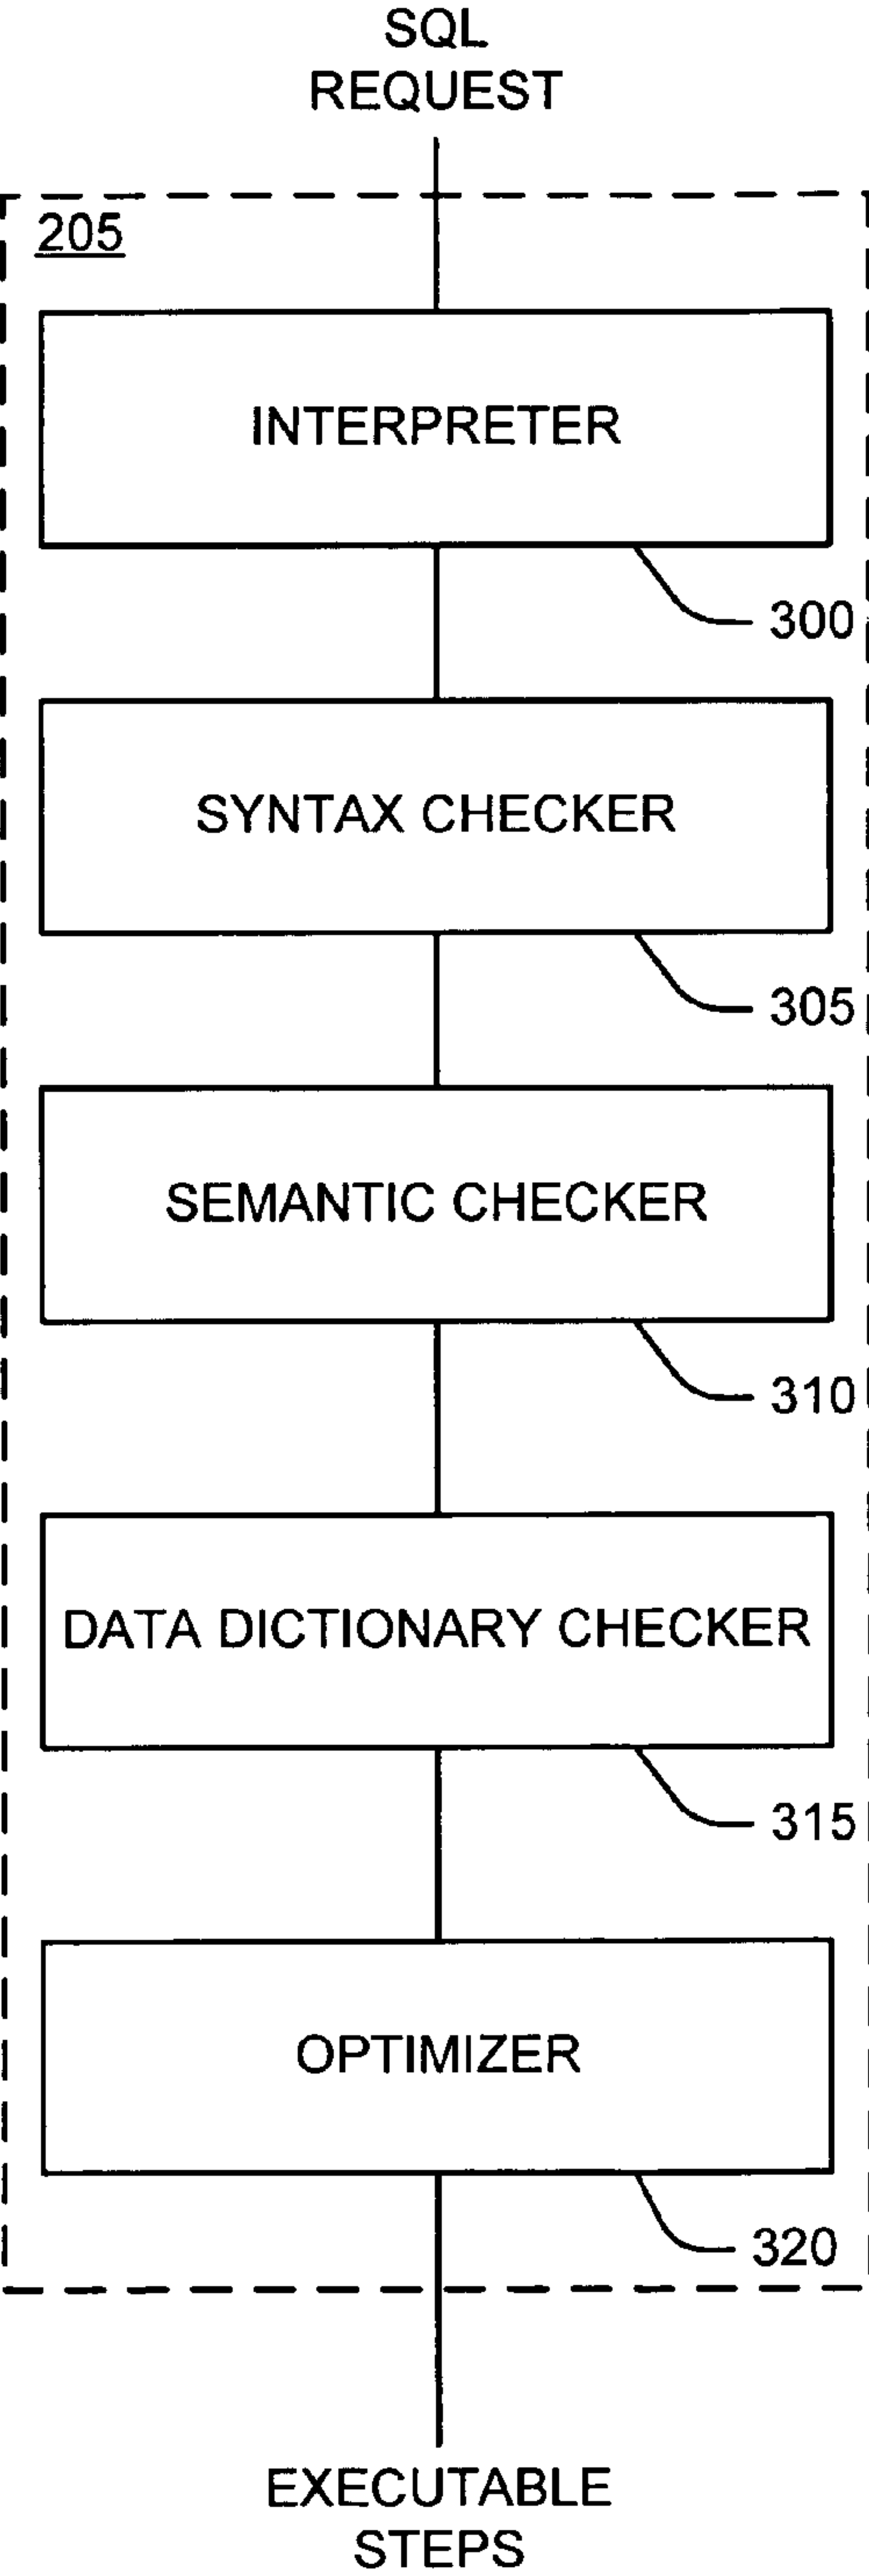 SQL
REQUEST
205
INTERPRETER
300
SYNTAX CHECKER
305
SEMANTIC CHECKER
310
DATA DICTIONARY CHECKER
315
OPTIMIZER
320
EXECUTABLE
STEPS